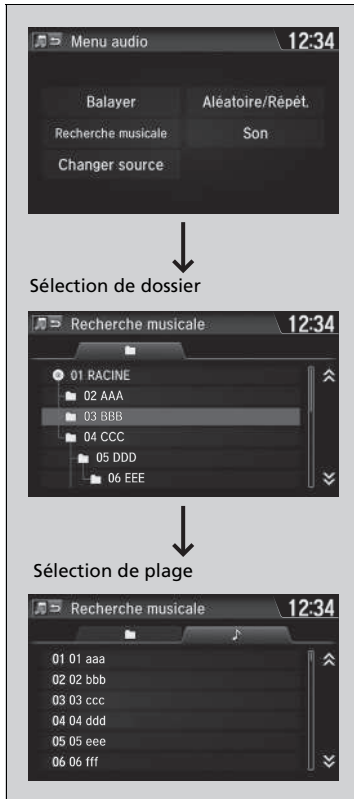 Menu audio 12:34
Balayer Aléatoire/Répét.
Recherche musicale Son
Changer source
Sélection de dossier
Recherche musicale 12:34
01 RACINE
02 AAA
03 BBB
04 CCC
05 DDD
06 EEE
Sélection de plage
Recherche musicale 12:34
01 01 aaa
02 02 bbb
03 03 ccc
04 04 ddd
05 05 eee
06 06 fff